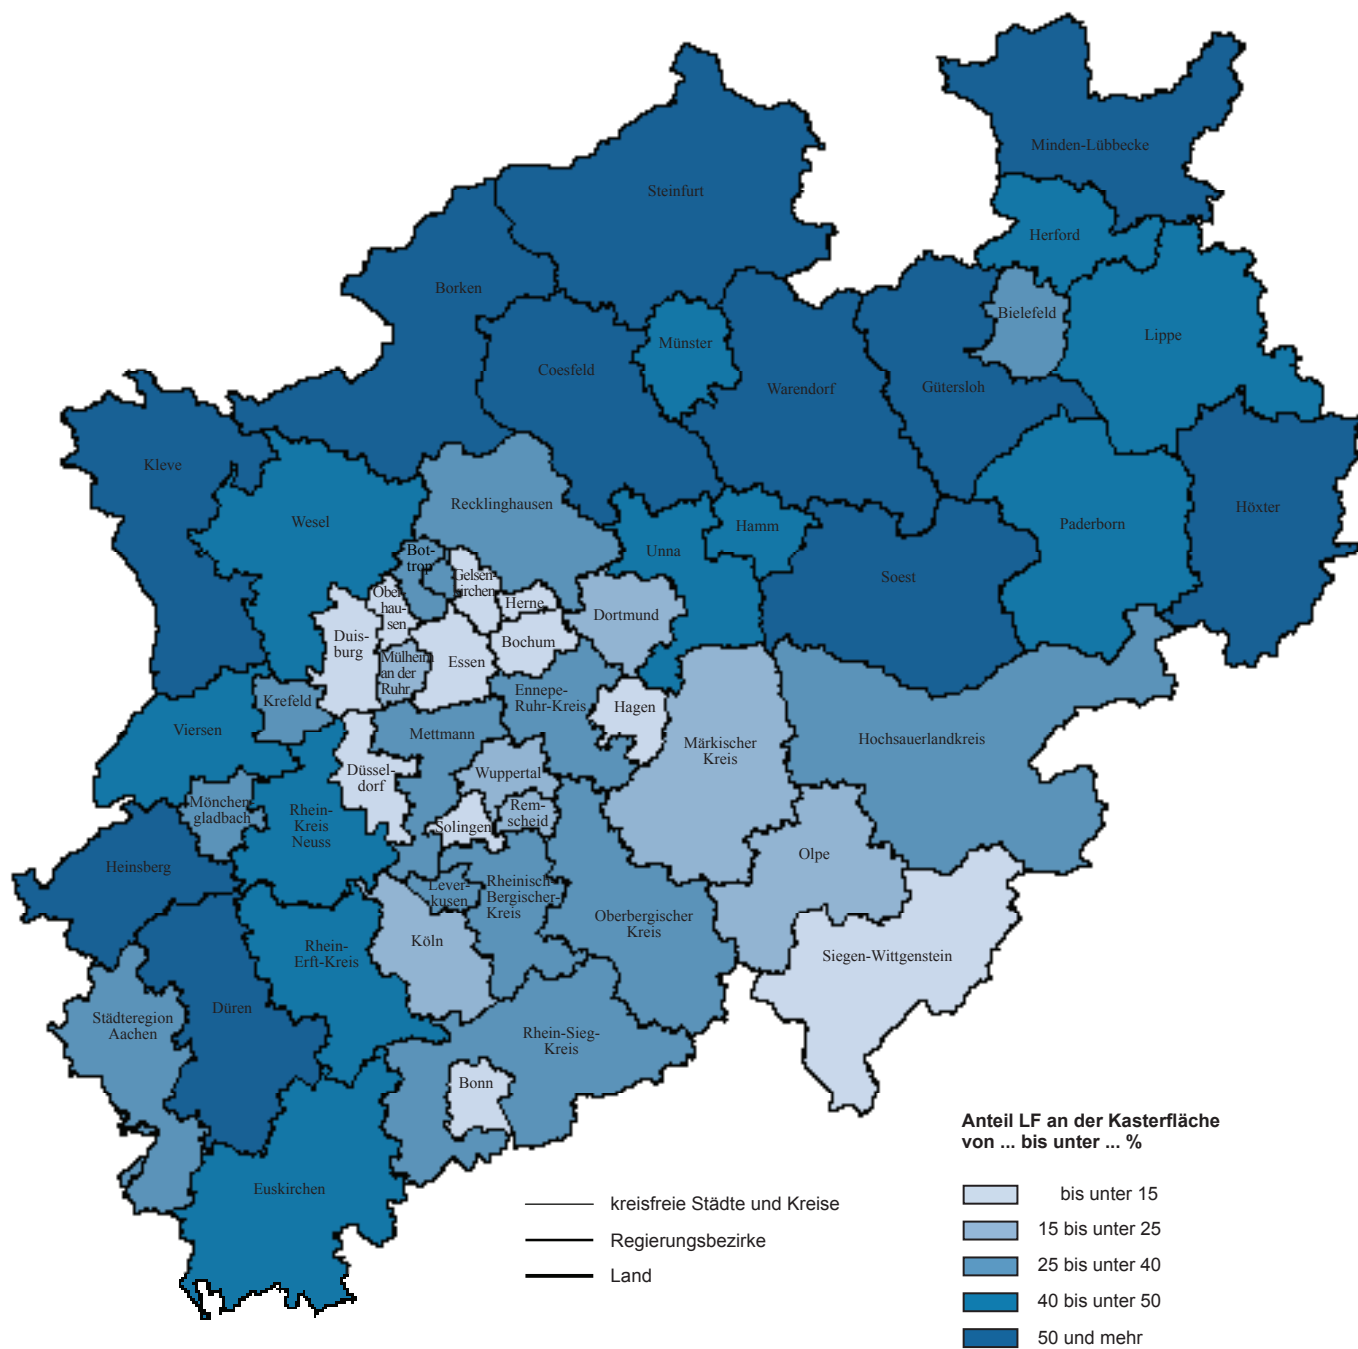 Minden-Lübbecke
Steinfurt
Herford
Borken
Bielefeld
Lippe
Münster
Coesfeld
Warendorf
Gütersloh
Kleve
Recklinghausen
Höxter
Wesel
Paderborn
Hamm
Unna
Bot-
trop
Soest
Gelsen-
kirchen
Ober-
hau-
sen
Herne
Dortmund
Duis-
burg
Bochum
Mülheim
an der
Ruhr
Essen
Ennepe-
Ruhr-Kreis
Krefeld
Hagen
Viersen
Mettmann
Märkischer
Kreis
Hochsauerlandkreis
Düssel-
dorf
Wuppertal
Mönchen-
gladbach
Rhein-
Kreis
Neuss
Rem-
scheid
Solingen
Olpe
Heinsberg
Lever-
kusen
Rheinisch-
Bergischer-
Kreis
Oberbergischer
Kreis
Köln
Rhein-
Erft-Kreis
Siegen-Wittgenstein
Düren
Städteregion
Aachen
Rhein-Sieg-
Kreis
Bonn
Euskirchen
kreisfreie Städte und Kreise
Regierungsbezirke
Land
Anteil LF an der Kasterfläche
von ... bis unter ... %
bis unter 15
15 bis unter 25
25 bis unter 40
40 bis unter 50
50 und mehr